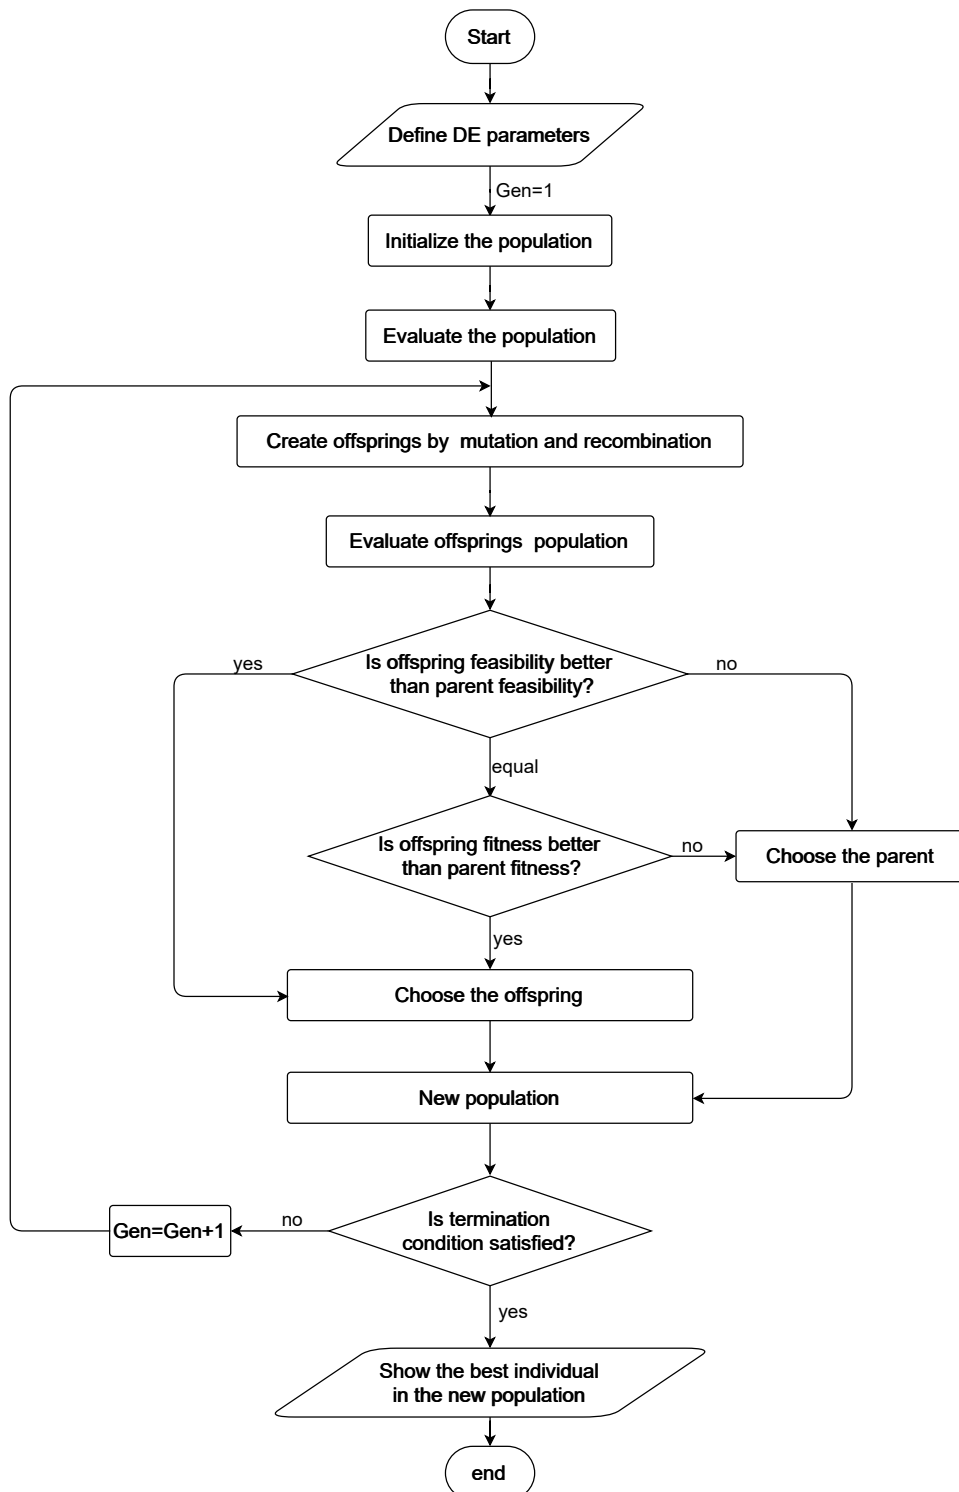 Start
Define DE parameters
Gen=1
Initialize the population
Evaluate the population
Create offsprings by  mutation and recombination
Evaluate offsprings  population
yes
Is offspring feasibility better
than parent feasibility?
no
equal
Is offspring fitness better
than parent fitness?
no
Choose the parent
yes
Choose the offspring
New population
Gen=Gen+1
no
Is termination
condition satisfied?
yes
Show the best individual
in the new population
end